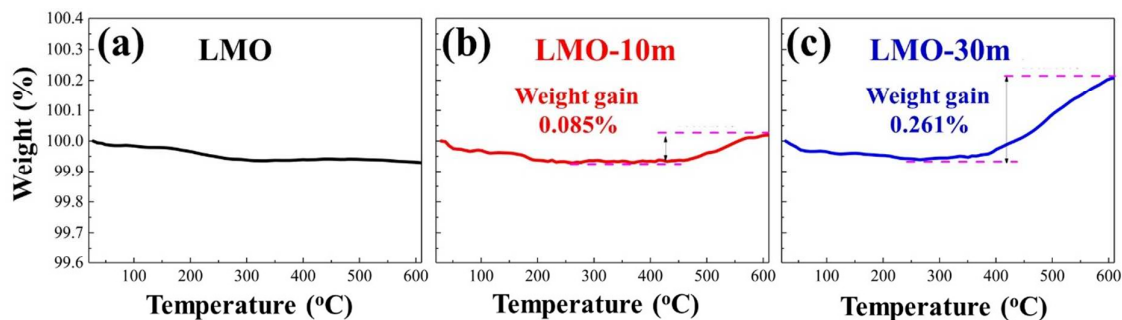 100.4
100.3
100.2
100.1
100.0
99.9
99.8
99.7
99.6
Weight (%)
(a)
LMO
100 200 300 400 500 600
Temperature (oC)
(b)
LMO-10m
Weight gain
0.085%
100 200 300 400 500 600
Temperature (oC)
(c)
LMO-30m
Weight gain
0.261%
100 200 300 400 500 600
Temperature (oC)